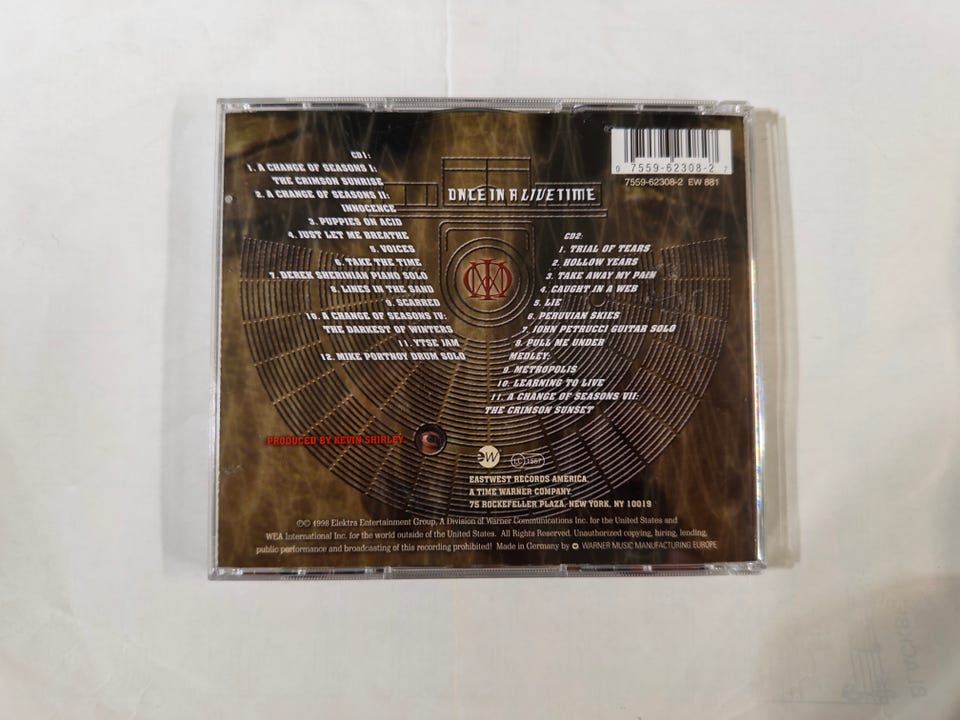 CD1:
1. A CHANGE OF SEASONS I:
THE CRIMSON SUNRISE
2. A CHANGE OF SEASONS II:
INNOCENCE
3. PUPPIES ON ACID
4. JUST LET ME BREATHE
5. VOICES
6. TAKE THE TIME
7. DEREK SHERINIAN PIANO SOLO
8. LINES IN THE SAND
9. SCARRED
10. A CHANGE OF SEASONS IV:
THE DARKEST OF WINTERS
11. YTSE JAM
12. MIKE PORTNOY DRUM SOLO
PRODUCED BY KEVIN SHIRLEY
ONCE IN A LIVETIME
0 7559-62308-2 7
7559-62308-2 EW 881
CD2:
1. TRIAL OF TEARS
2. HOLLOW YEARS
3. TAKE AWAY MY PAIN
4. CAUGHT IN A WEB
5. LIE
6. PERUVIAN SKIES
7. JOHN PETRUCCI GUITAR SOLO
8. PULL ME UNDER
MEDLEY:
9. METROPOLIS
10. LEARNING TO LIVE
11. A CHANGE OF SEASONS VII:
THE CRIMSON SUNSET
ew LC 1557
EASTWEST RECORDS AMERICA,
A TIME WARNER COMPANY,
75 ROCKEFELLER PLAZA, NEW YORK, NY 10019
℗© 1998 Elektra Entertainment Group, A Division of Warner Communications Inc. for the United States and
WEA International Inc. for the world outside of the United States. All Rights Reserved. Unauthorized copying, hiring, lending,
public performance and broadcasting of this recording prohibited! Made in Germany by WARNER MUSIC MANUFACTURING EUROPE